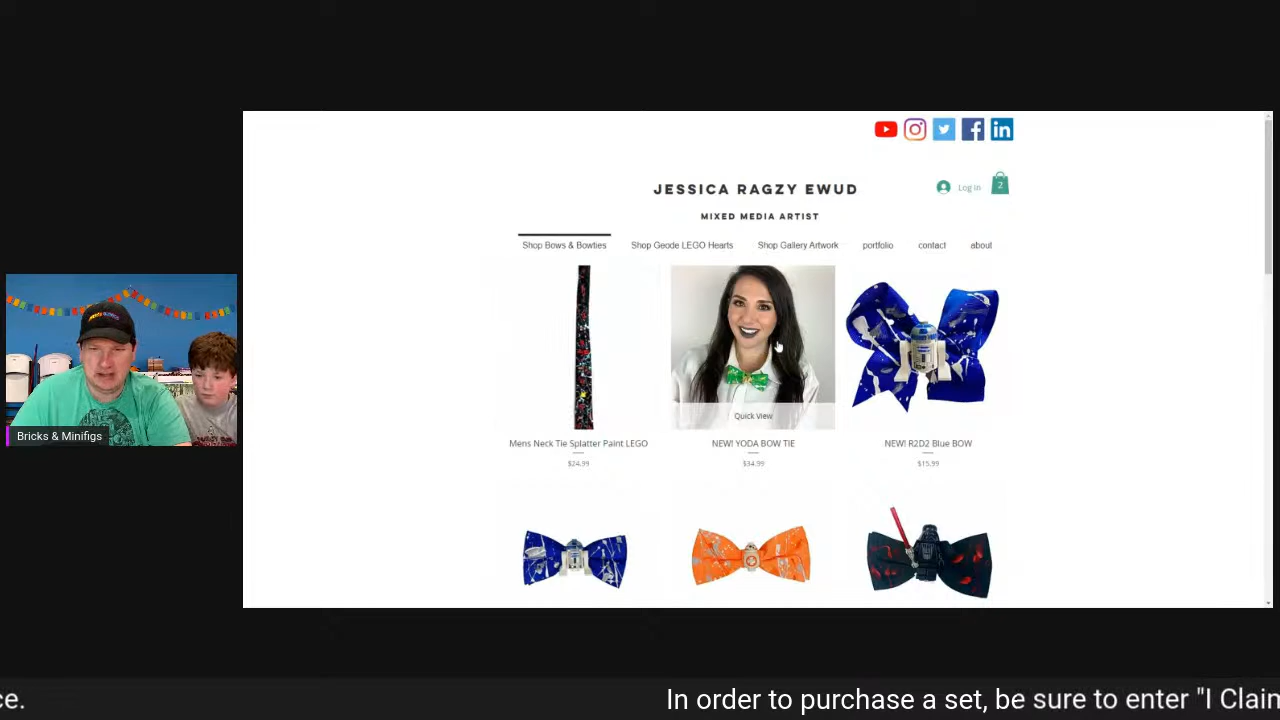 JESSICA RAGZY EWUD
Log In
2
MIXED MEDIA ARTIST
Shop Bows & Bowties
Shop Geode LEGO Hearts
Shop Gallery Artwork
portfolio
contact
about
Quick View
Mens Neck Tie Splatter Paint LEGO
$24.99
NEW! YODA BOW TIE
$34.99
NEW! R2D2 Blue BOW
$15.99
Bricks & Minifigs
ce.
In order to purchase a set, be sure to enter "I Clain